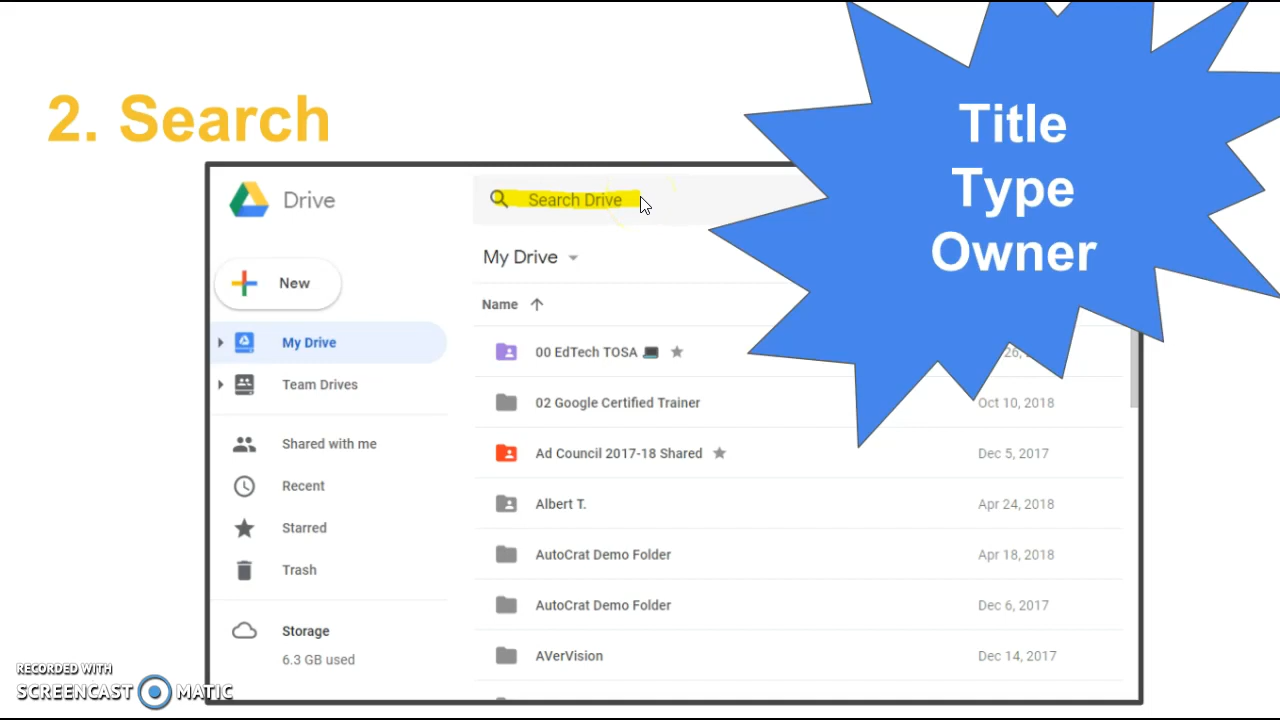 2. Search
Title
Type
Owner
Drive
Search Drive
New
My Drive
Name
My Drive
Team Drives
Shared with me
Recent
Starred
Trash
Storage
6.3 GB used
00 EdTech TOSA
02 Google Certified Trainer Oct 10, 2018
Ad Council 2017-18 Shared Dec 5, 2017
Albert T. Apr 24, 2018
AutoCrat Demo Folder Apr 18, 2018
AutoCrat Demo Folder Dec 6, 2017
AVerVision Dec 14, 2017
RECORDED WITH
SCREENCAST MATIC